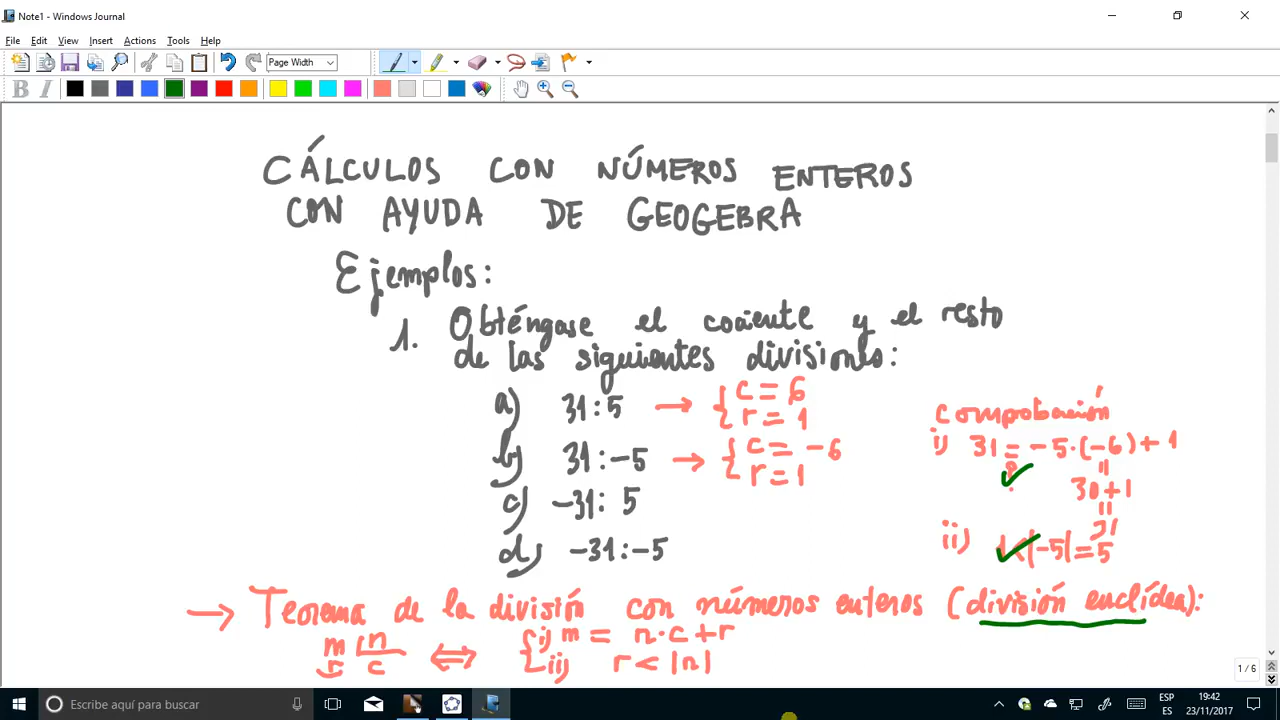 Note1 - Windows Journal
File Edit View Insert Actions Tools Help
Page Width
B I
CÁLCULOS CON NÚMEROS ENTEROS
CON AYUDA DE GEOGEBRA
Ejemplos:
1. Obténgase el cociente y el resto
de las siguientes divisiones:
a) 31:5 → { c = 6
r = 1
b) 31:-5 → { c = -6
r = 1
c) -31: 5
d) -31:-5
comprobación
i) 31 = -5·(-6)+1
?
"
30+1
"
31
ii) 1<|-5|=5
→ Teorema de la división con números enteros (división euclídea):
m |n ⟺ { i) m = n·c+r
r c ii) r < |n|
1 / 6
Escribe aquí para buscar
ESP
ES
19:42
23/11/2017